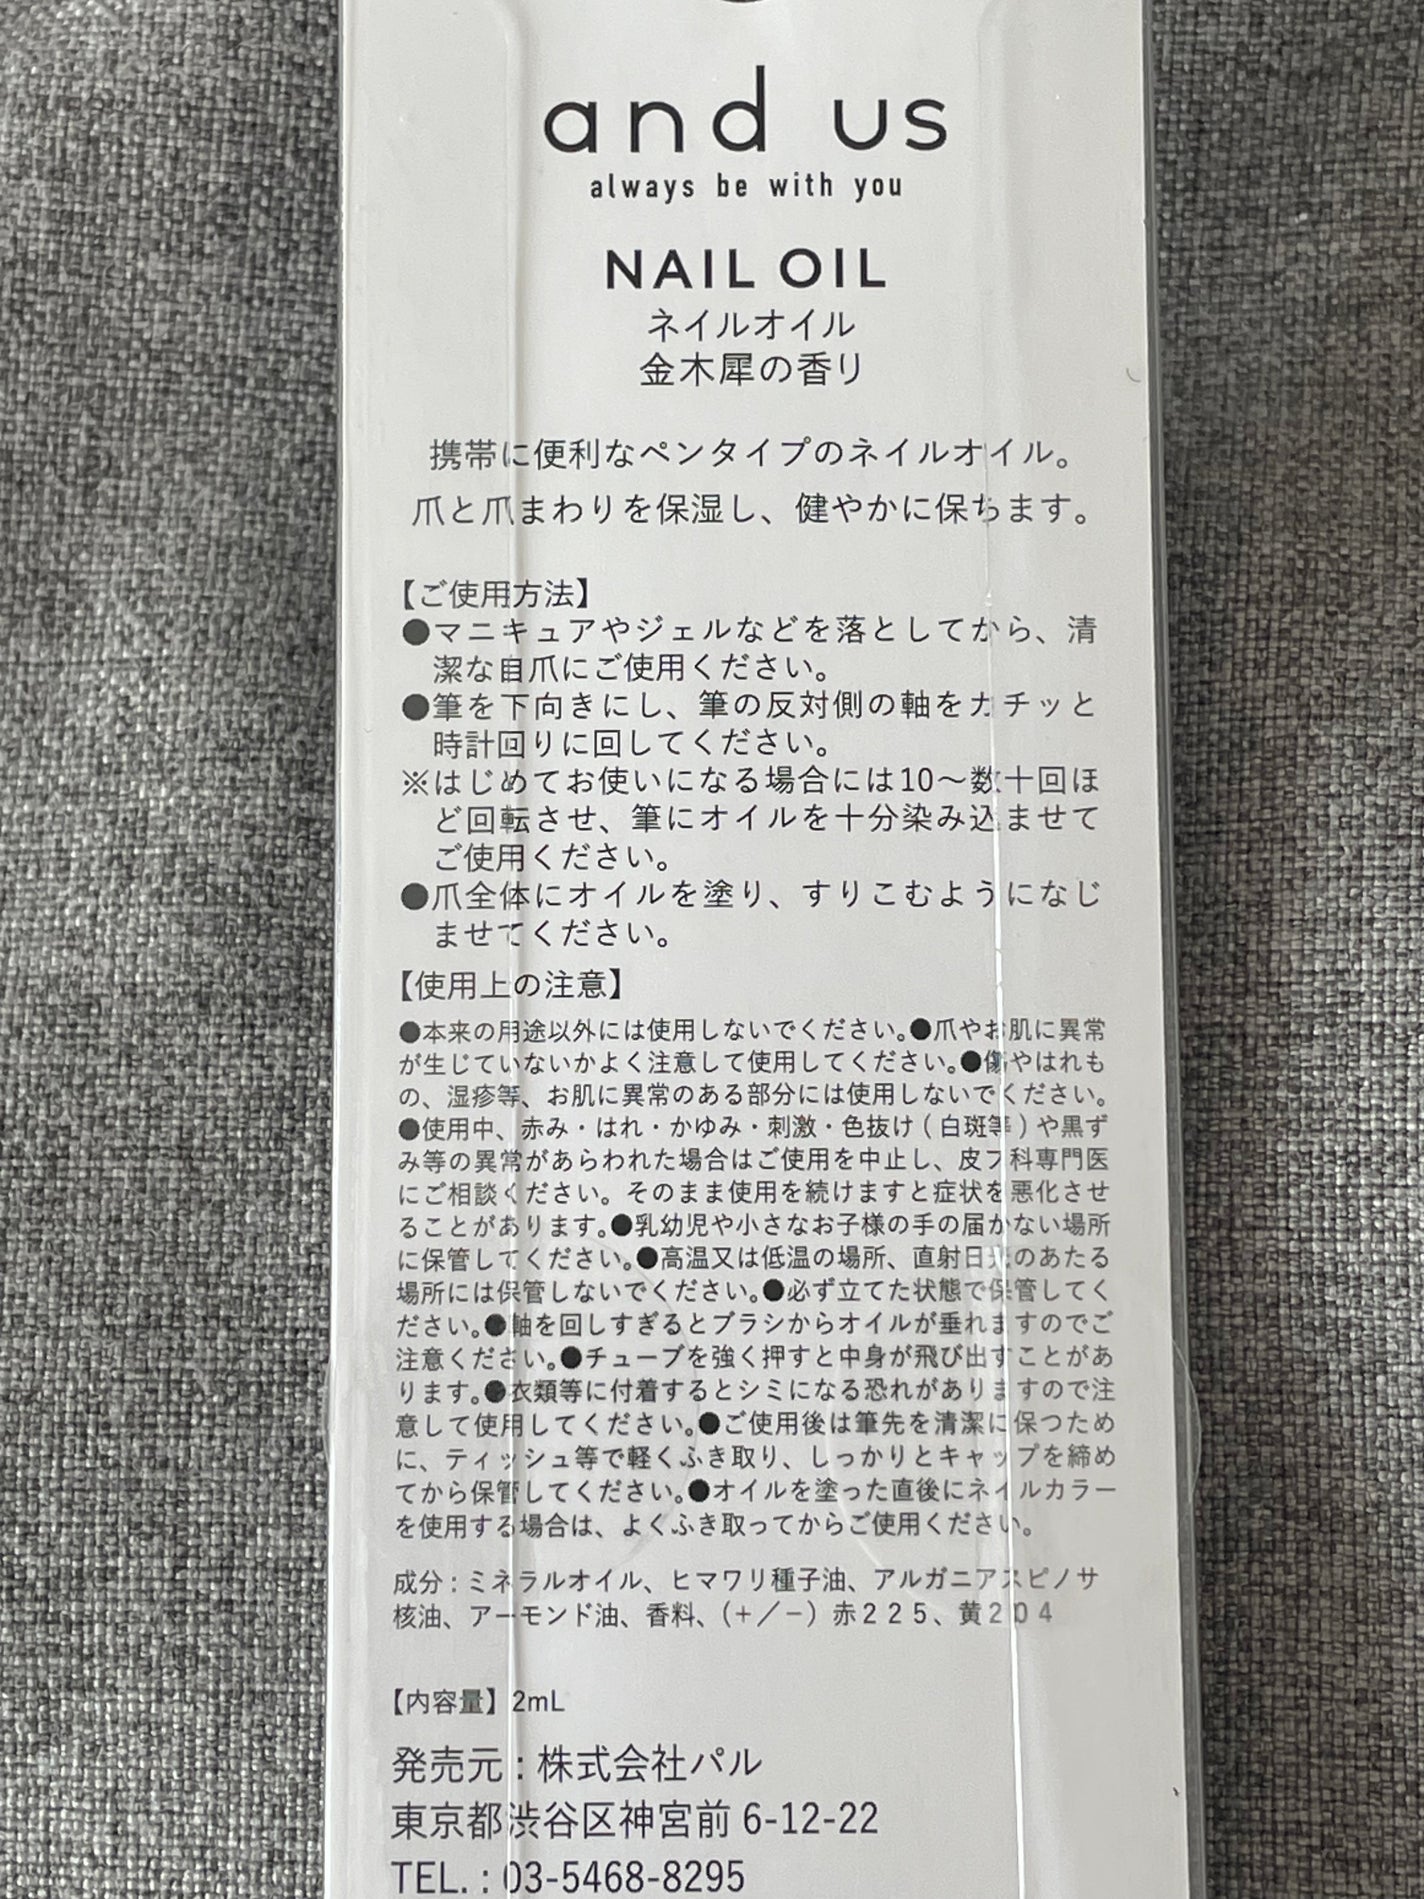 and us
always be with you
NAIL OIL
ネイルオイル
金木犀の香り
携帯に便利なペンタイプのネイルオイル。
爪と爪まわりを保湿し、健やかに保ちます。
【ご使用方法】
●マニキュアやジェルなどを落としてから、清
潔な自爪にご使用ください。
●筆を下向きにし、筆の反対側の軸をカチッと
時計回りに回してください。
※はじめてお使いになる場合には10〜数十回ほ
ど回転させ、筆にオイルを十分染み込ませて
ご使用ください。
●爪全体にオイルを塗り、すりこむようになじ
ませてください。
【使用上の注意】
●本来の用途以外には使用しないでください。●爪やお肌に異常
が生じていないかよく注意して使用してください。●傷やはれも
の、湿疹等、お肌に異常のある部分には使用しないでください。
●使用中、赤み・はれ・かゆみ・刺激・色抜け(白斑等)や黒ず
み等の異常があらわれた場合はご使用を中止し、皮フ科専門医
にご相談ください。そのまま使用を続けますと症状を悪化させ
ることがあります。●乳幼児や小さなお子様の手の届かない場所
に保管してください。●高温又は低温の場所、直射日光のあたる
場所には保管しないでください。●必ず立てた状態で保管してく
ださい。●軸を回しすぎるとブラシからオイルが垂れますのでご
注意ください。●チューブを強く押すと中身が飛び出すことがあ
ります。●衣類等に付着するとシミになる恐れがありますので注
意して使用してください。●ご使用後は筆先を清潔に保つため
に、ティッシュ等で軽くふき取り、しっかりとキャップを締め
てから保管してください。●オイルを塗った直後にネイルカラー
を使用する場合は、よくふき取ってからご使用ください。
成分:ミネラルオイル、ヒマワリ種子油、アルガニアスピノサ
核油、アーモンド油、香料、（＋／−）赤２２５、黄２０４
【内容量】2mL
発売元：株式会社パル
東京都渋谷区神宮前 6-12-22
TEL.：03-5468-8295